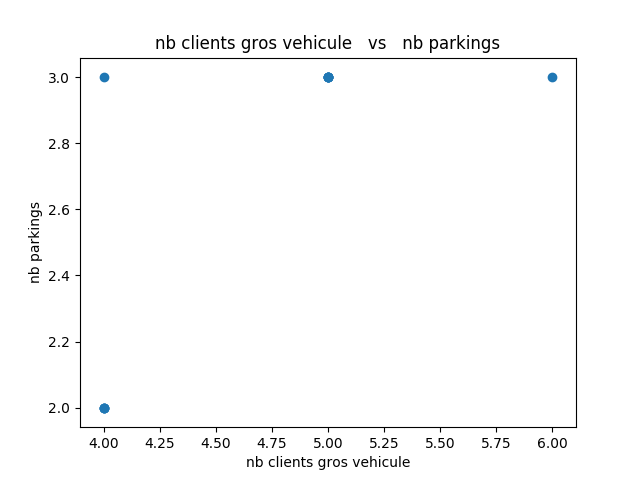 nb clients gros vehicule   vs   nb parkings
3.0
2.8
2.6
2.4
2.2
2.0
nb parkings
4.00 4.25 4.50 4.75 5.00 5.25 5.50 5.75 6.00
nb clients gros vehicule